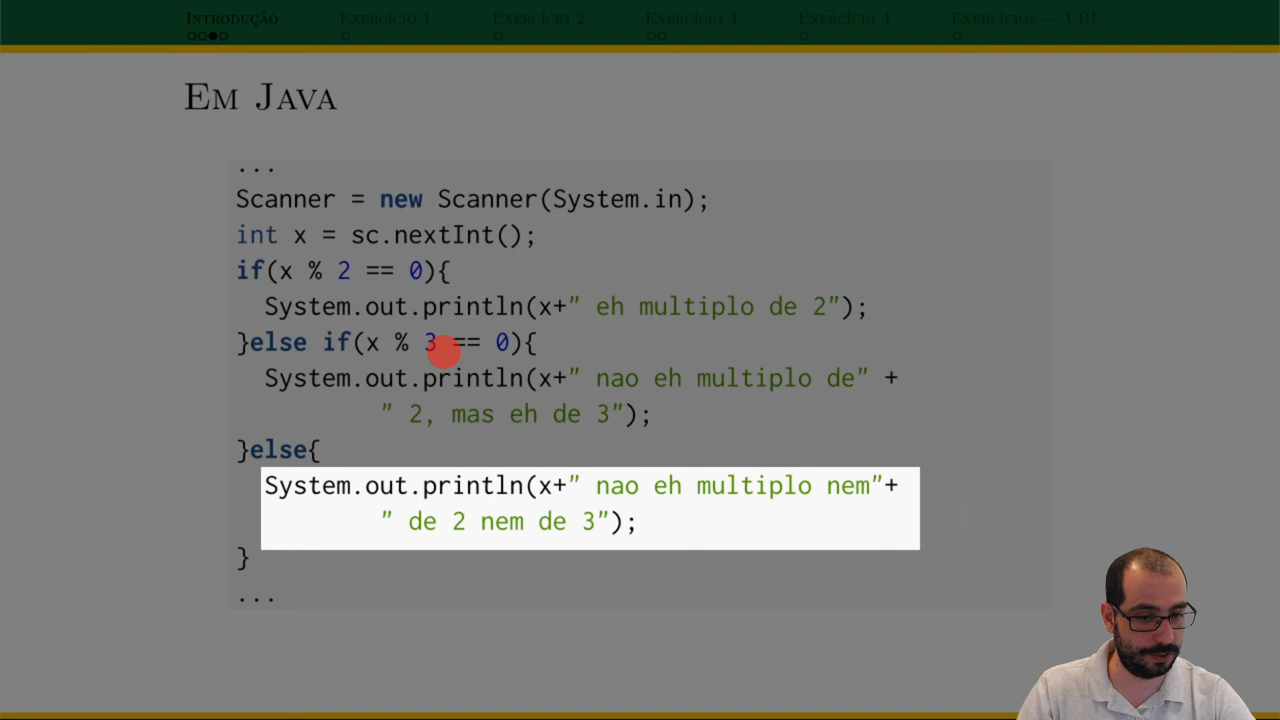 Introdução
Exercício 1
Exercício 2
Exercício 3
Exercício 4
Exercícios — URI
Em Java
...
Scanner = new Scanner(System.in);
int x = sc.nextInt();
if(x % 2 == 0){
System.out.println(x+" eh multiplo de 2");
}else if(x % 3 == 0){
System.out.println(x+" nao eh multiplo de" +
" 2, mas eh de 3");
}else{
System.out.println(x+" nao eh multiplo nem"+
" de 2 nem de 3");
}
...